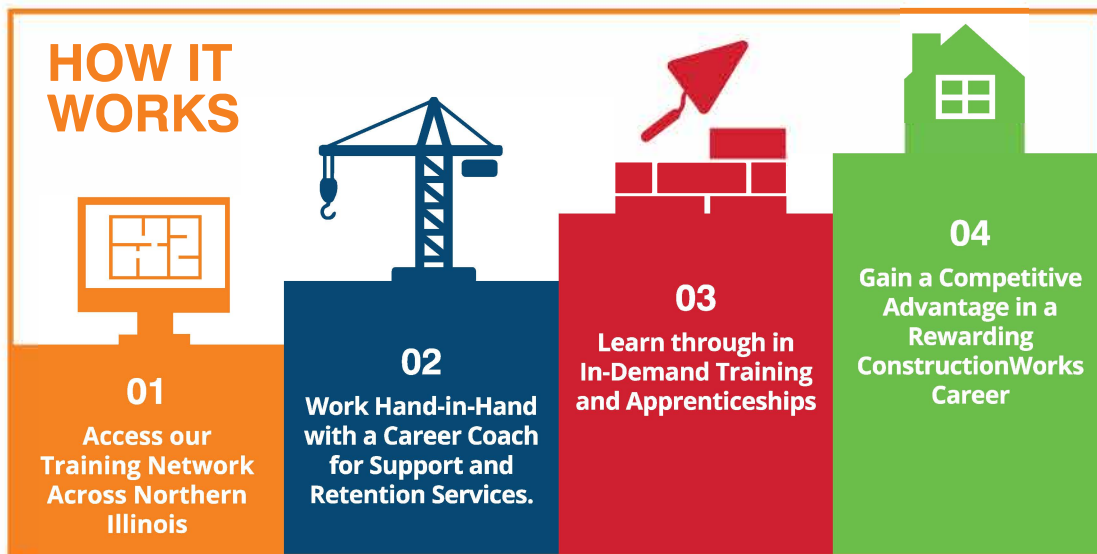 HOW IT
WORKS
01
Access our
Training Network
Across Northern
Illinois
02
Work Hand-in-Hand
with a Career Coach
for Support and
Retention Services.
03
Learn through in
In-Demand Training
and Apprenticeships
04
Gain a Competitive
Advantage in a
Rewarding
ConstructionWorks
Career